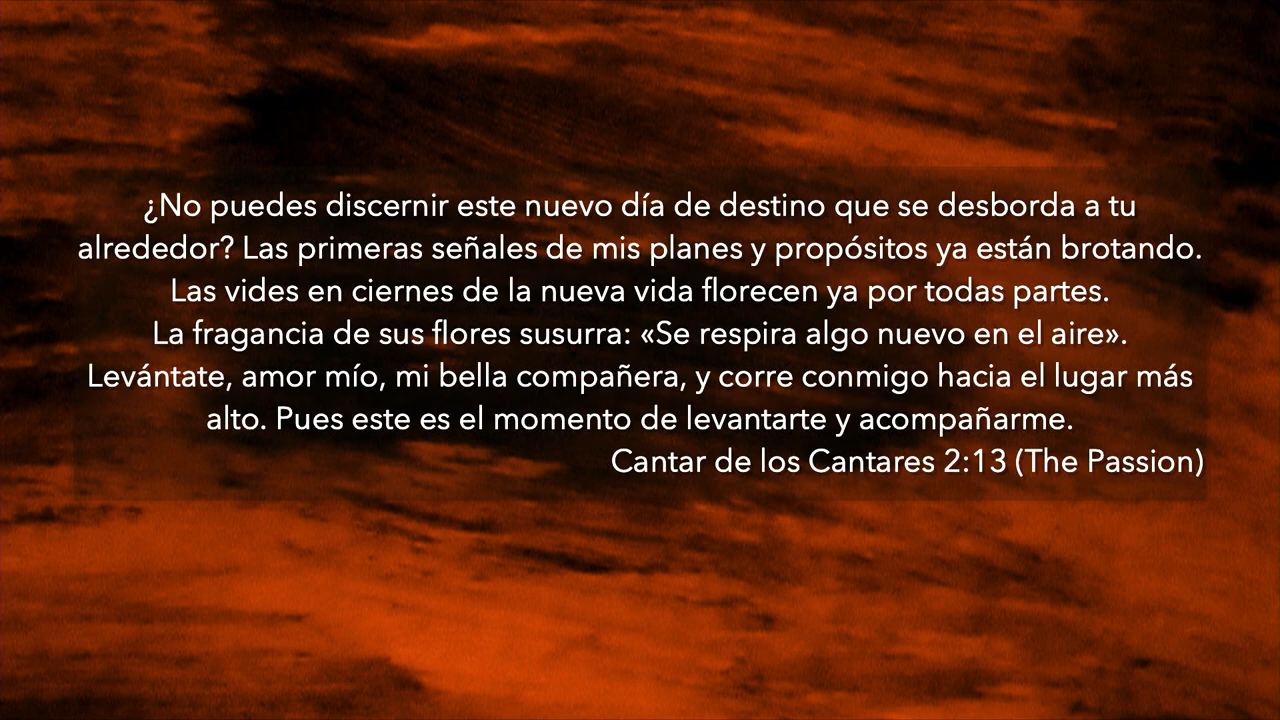 ¿No puedes discernir este nuevo día de destino que se desborda a tu
alrededor? Las primeras señales de mis planes y propósitos ya están brotando.
Las vides en ciernes de la nueva vida florecen ya por todas partes.
La fragancia de sus flores susurra: «Se respira algo nuevo en el aire».
Levántate, amor mío, mi bella compañera, y corre conmigo hacia el lugar más
alto. Pues este es el momento de levantarte y acompañarme.
Cantar de los Cantares 2:13 (The Passion)